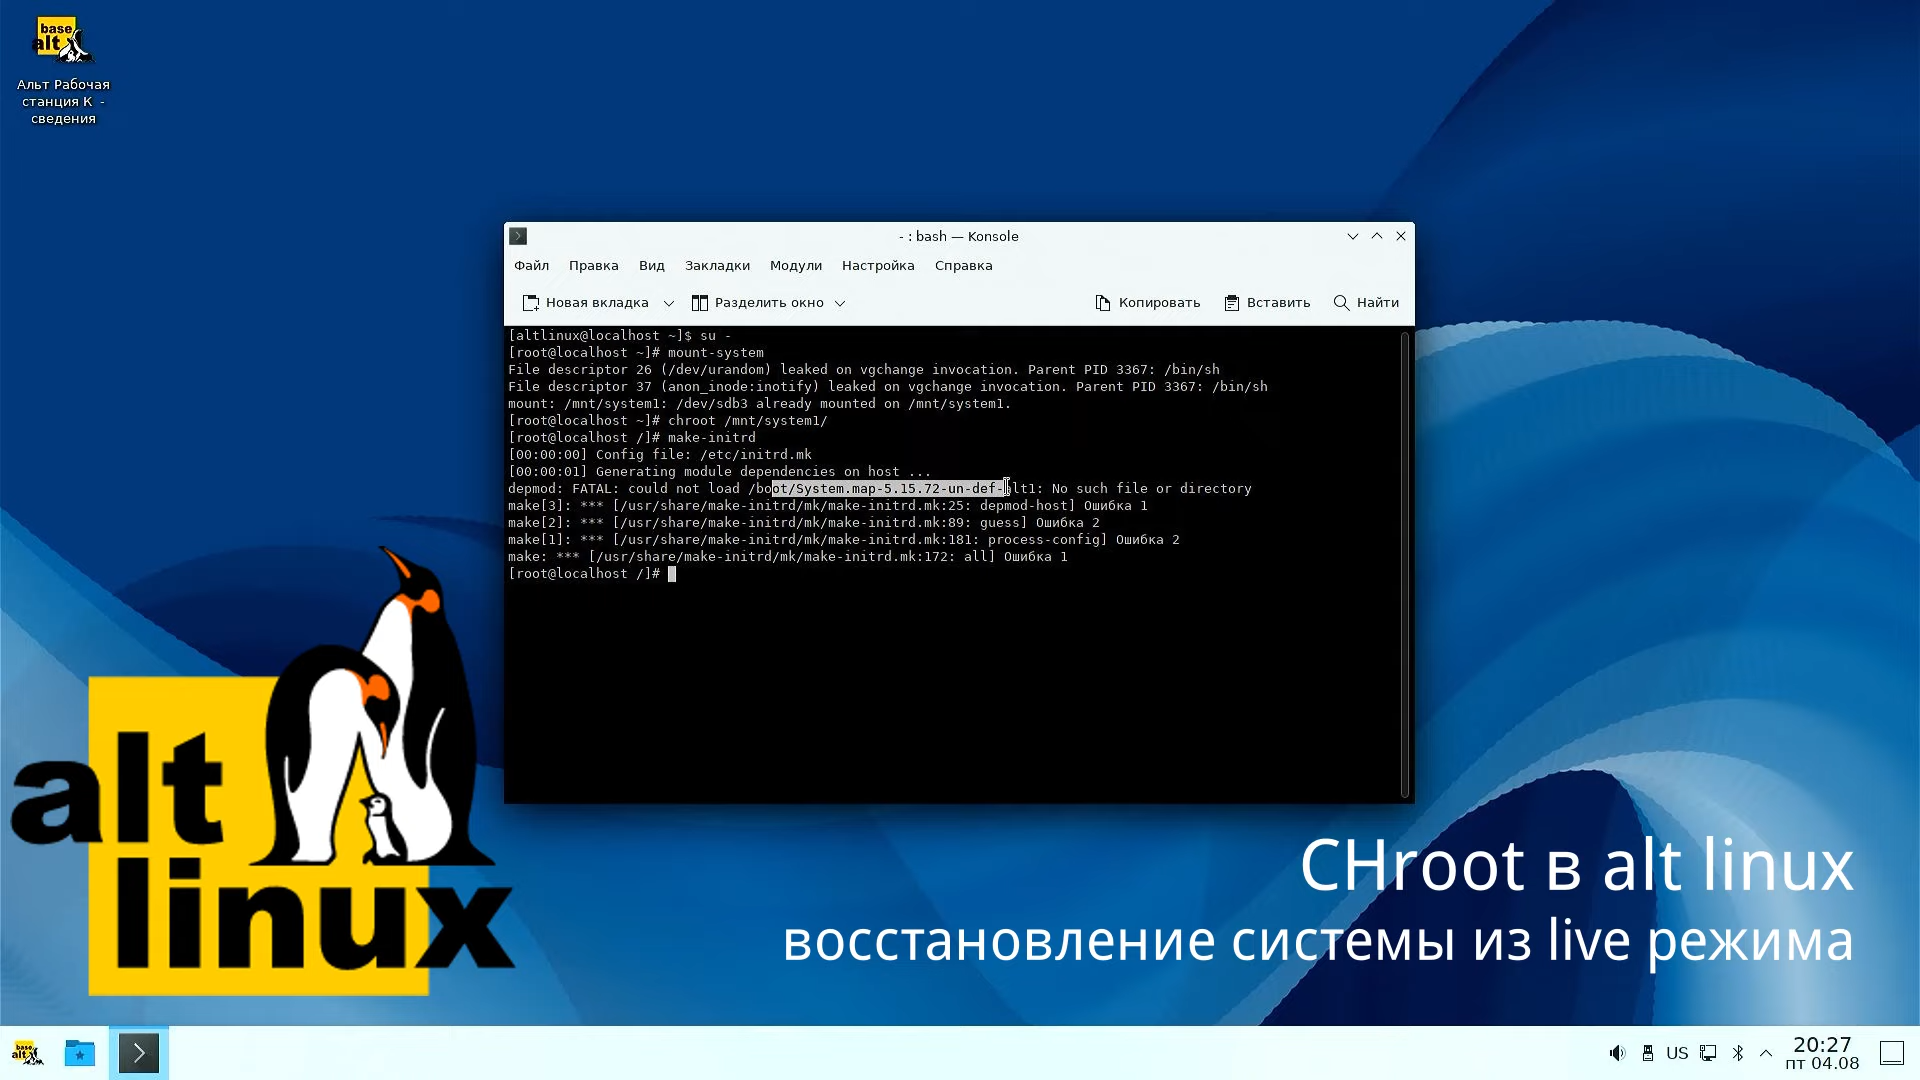 base
alt
Альт Рабочая
станция К -
сведения
- : bash — Konsole
Файл Правка Вид Закладки Модули Настройка Справка
Новая вкладка Разделить окно Копировать Вставить Найти
[altlinux@localhost ~]$ su -
[root@localhost ~]# mount-system
File descriptor 26 (/dev/urandom) leaked on vgchange invocation. Parent PID 3367: /bin/sh
File descriptor 37 (anon_inode:inotify) leaked on vgchange invocation. Parent PID 3367: /bin/sh
mount: /mnt/system1: /dev/sdb3 already mounted on /mnt/system1.
[root@localhost ~]# chroot /mnt/system1/
[root@localhost /]# make-initrd
[00:00:00] Config file: /etc/initrd.mk
[00:00:01] Generating module dependencies on host ...
depmod: FATAL: could not load /boot/System.map-5.15.72-un-def-alt1: No such file or directory
make[3]: *** [/usr/share/make-initrd/mk/make-initrd.mk:25: depmod-host] Ошибка 1
make[2]: *** [/usr/share/make-initrd/mk/make-initrd.mk:89: guess] Ошибка 2
make[1]: *** [/usr/share/make-initrd/mk/make-initrd.mk:181: process-config] Ошибка 2
make: *** [/usr/share/make-initrd/mk/make-initrd.mk:172: all] Ошибка 1
[root@localhost /]#
alt
linux
CHroot в alt linux
восстановление системы из live режима
base
alt
US
20:27
пт 04.08